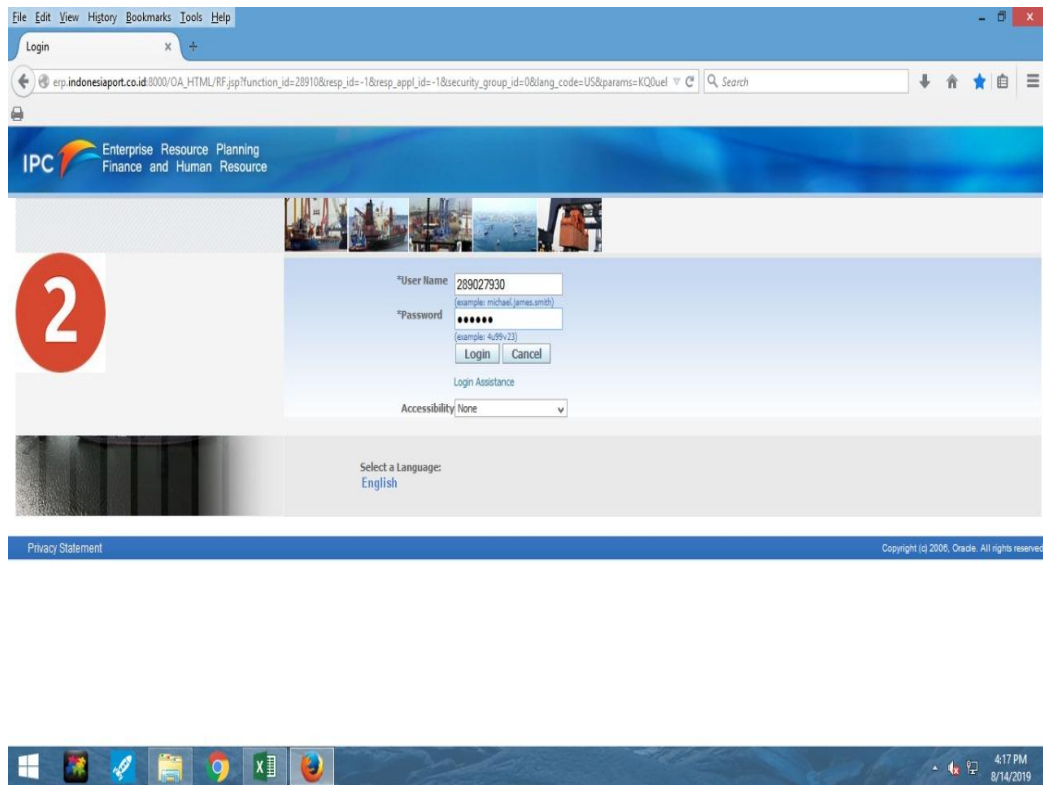 File Edit View History Bookmarks Tools Help
Login
erp.indonesiaport.co.id:8000/OA_HTML/RF.jsp?function_id=28910&resp_id=-1&resp_appl_id=-1&security_group_id=0&lang_code=US&params=KQ0uel
Search
IPC
Enterprise Resource Planning
Finance and Human Resource
2
*User Name 289027930
(example: michael.james.smith)
*Password ••••••
(example: 4u99v23)
Login Cancel
Login Assistance
Accessibility None
Select a Language:
English
Privacy Statement Copyright (c) 2006, Oracle. All rights reserved
4:17 PM
8/14/2019